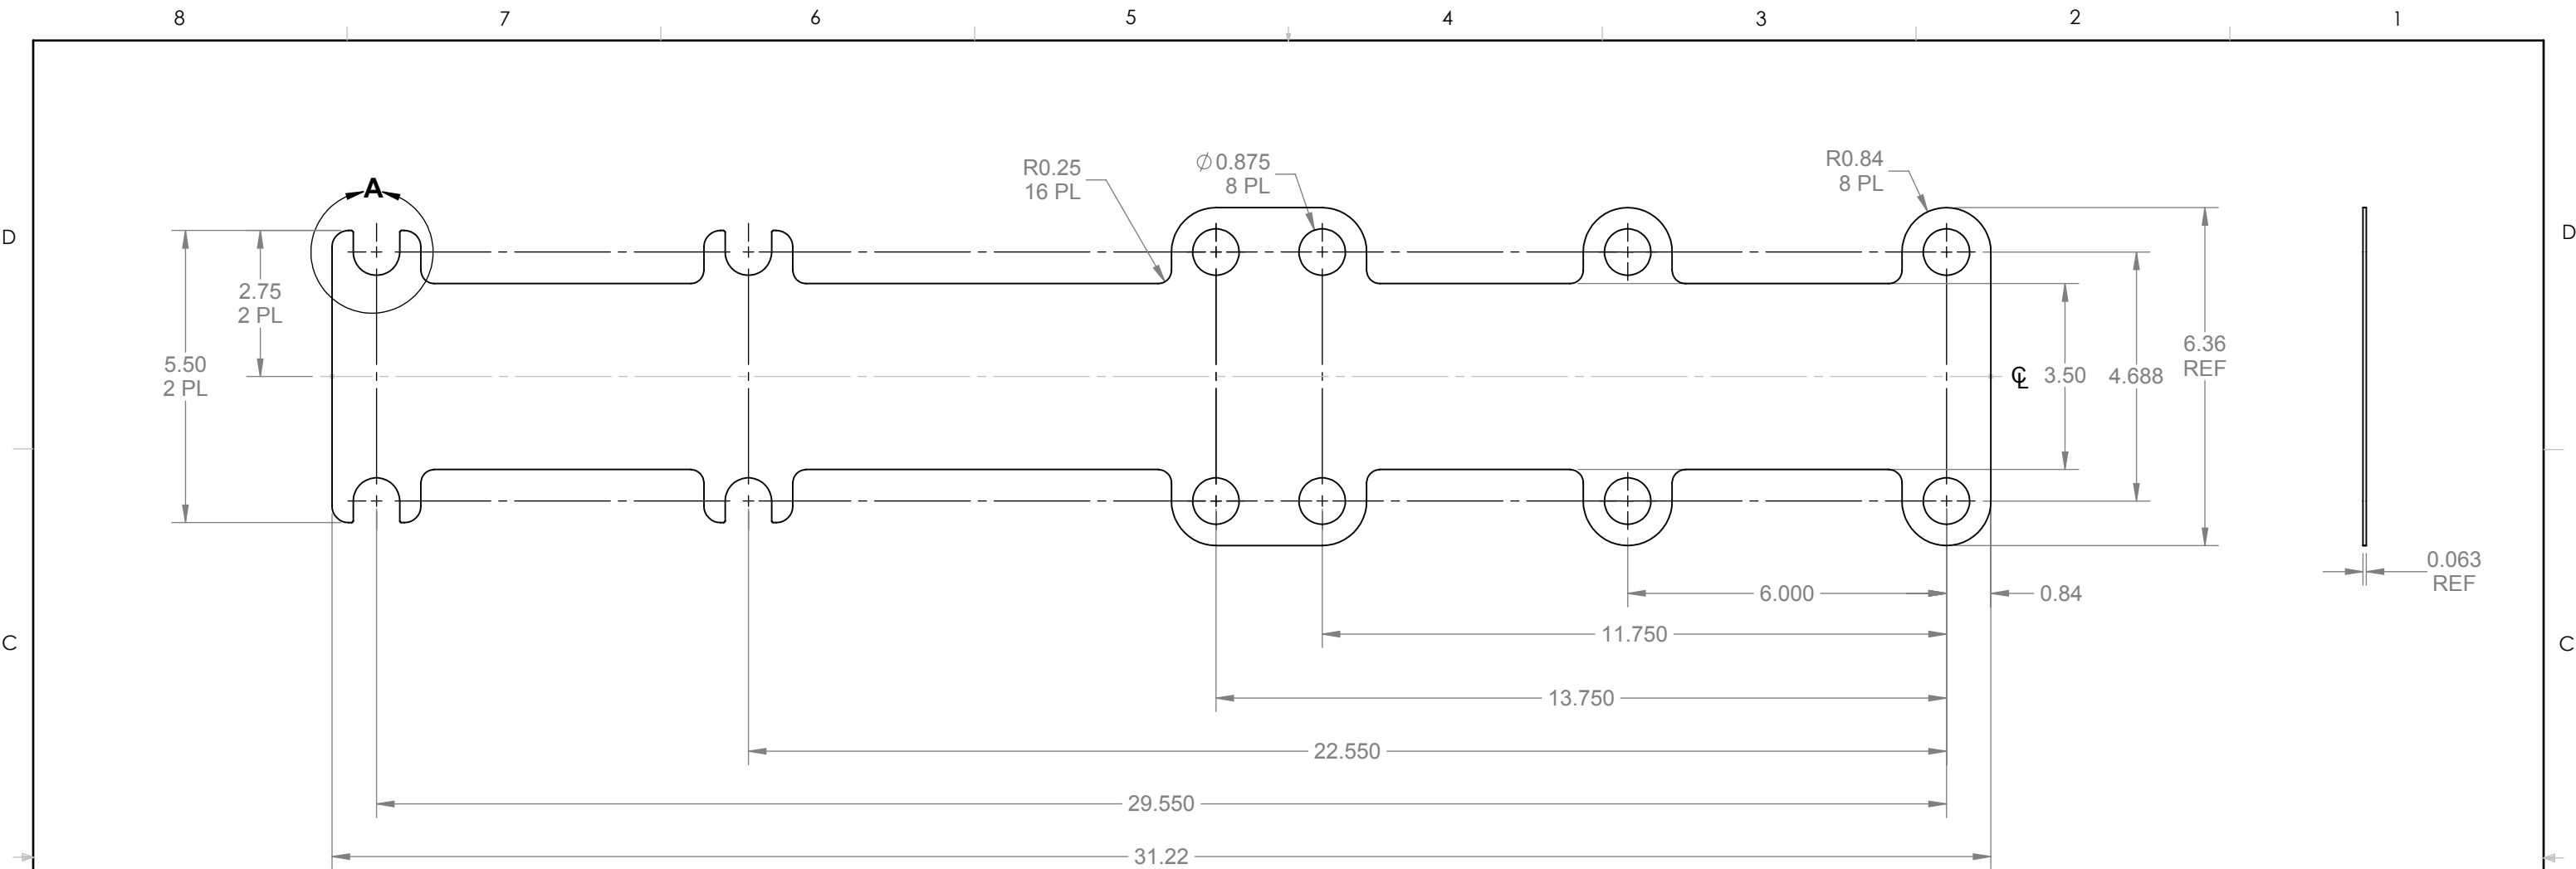 8 7 6 5 4 3 2 1
R0.25
16 PL
Ø0.875
8 PL
R0.84
8 PL
A
D
D
2.75
2 PL
5.50
2 PL
℄ 3.50 4.688
6.36
REF
0.063
REF
6.000
0.84
11.750
C
C
13.750
22.550
29.550
31.22